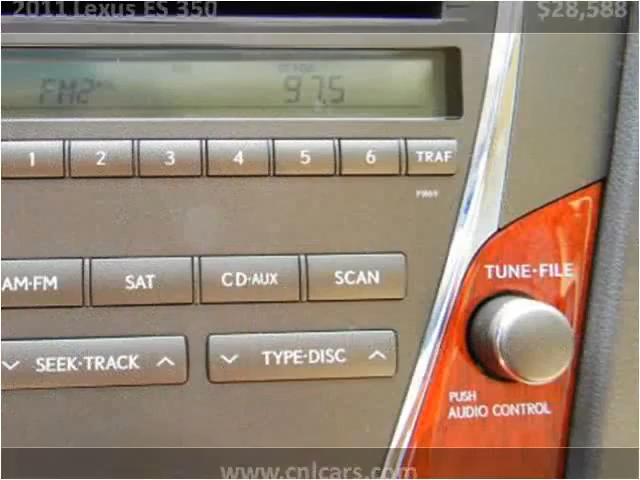 2011 Lexus ES 350 $28,588
FM2 97.5
1 2 3 4 5 6 TRAF
AM·FM SAT CD·AUX SCAN
TUNE·FILE
SEEK·TRACK TYPE·DISC
PUSH
AUDIO CONTROL
www.cnlcars.com